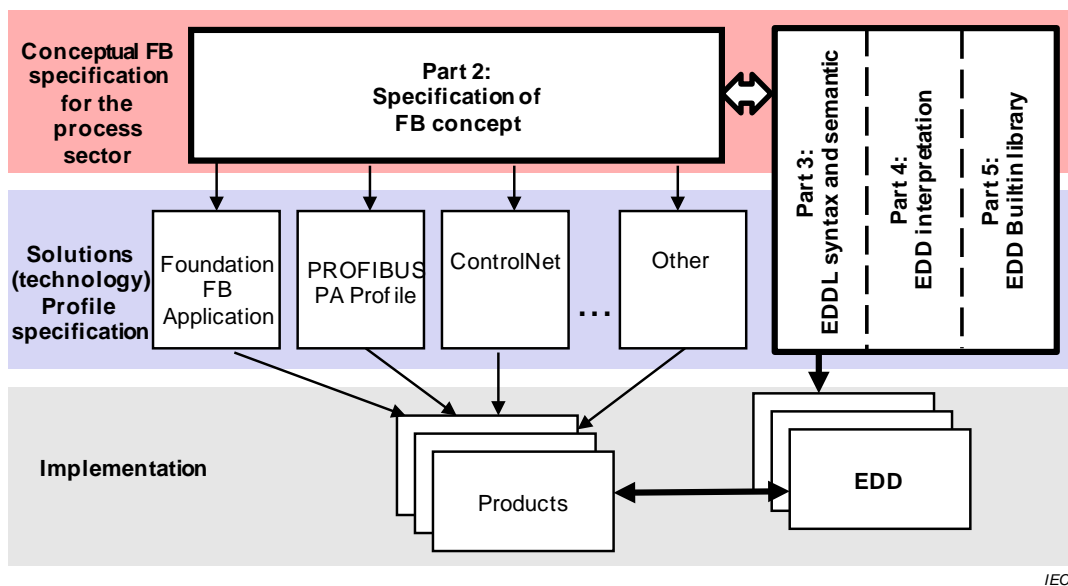 Conceptual FB
specification
for the
process
sector
Part 2:
Specification of
FB concept
Part 3:
EDDL syntax and semantic
Part 4:
EDD interpretation
Part 5:
EDD Builtin library
Solutions
(technology)
Profile
specification
Foundation
FB
Application
PROFIBUS
PA Profile
ControlNet
...
Other
Implementation
Products
EDD
IEC